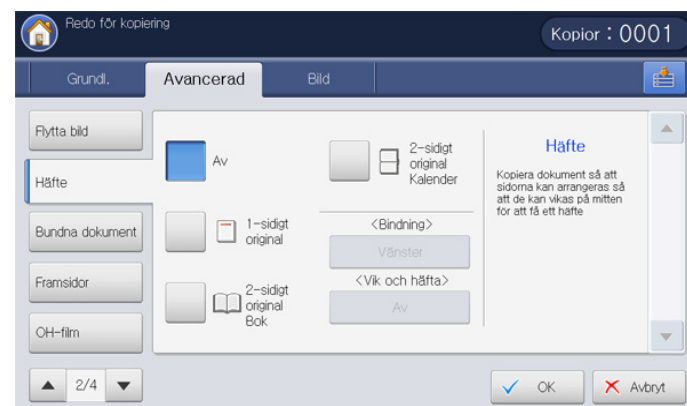 Redo för kopiering
Kopior : 0001
Grundl.
Avancerad
Bild
Flytta bild
Häfte
Bundna dokument
Framsidor
OH-film
2/4
Av
1-sidigt
original
2-sidigt
original
Bok
2-sidigt
original
Kalender
<Bindning>
Vänster
<Vik och häfta>
Av
Häfte
Kopiera dokument så att
sidorna kan arrangeras så
att de kan vikas på mitten
för att få ett häfte
OK
Avbryt